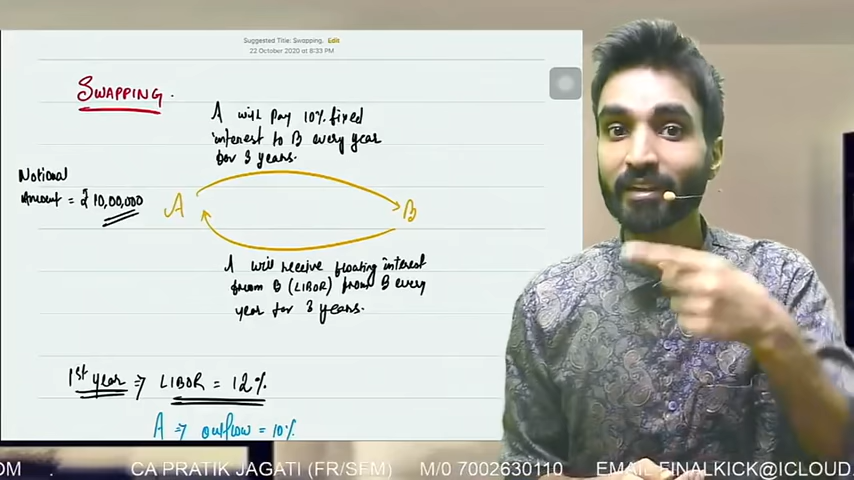 Suggested Title: Swapping. Edit
22 October 2020 at 8:33 PM
SWAPPING.
A will pay 10% fixed
interest to B every year
for 3 years.
Notional
Amount = ₹ 10,00,000
A
B
A will receive floating interest
from B (LIBOR) from B every
year for 3 years.
1st year ⇒ LIBOR = 12%
A ⇒ outflow = 10%
OM . CA PRATIK JAGATI (FR/SFM) M/0 7002630110 EMAIL FINALKICK@ICLOUD.